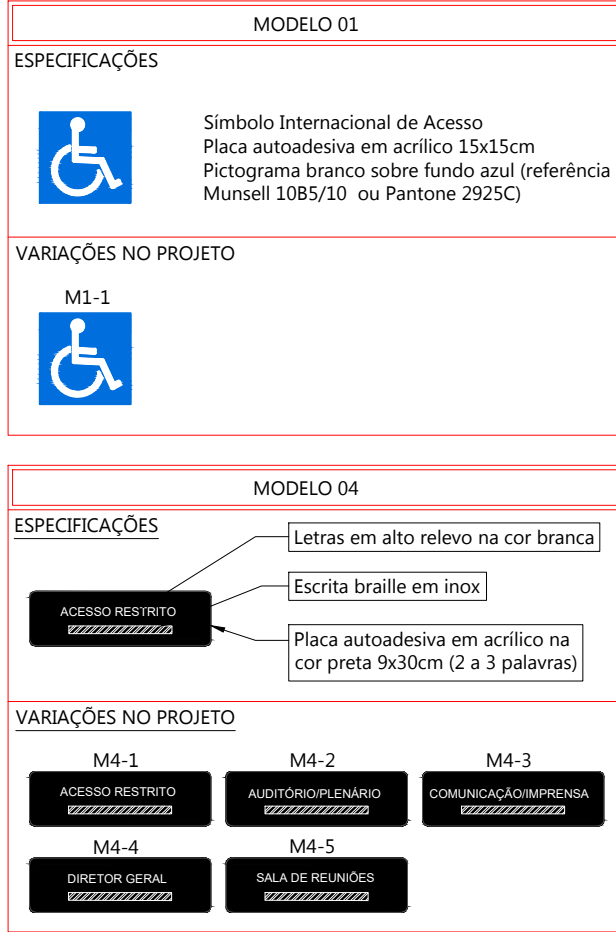 MODELO 01
ESPECIFICAÇÕES
Símbolo Internacional de Acesso
Placa autoadesiva em acrílico 15x15cm
Pictograma branco sobre fundo azul (referência
Munsell 10B5/10 ou Pantone 2925C)
VARIAÇÕES NO PROJETO
M1-1
MODELO 04
ESPECIFICAÇÕES
Letras em alto relevo na cor branca
Escrita braille em inox
ACESSO RESTRITO
Placa autoadesiva em acrílico na
cor preta 9x30cm (2 a 3 palavras)
VARIAÇÕES NO PROJETO
M4-1 M4-2 M4-3
ACESSO RESTRITO AUDITÓRIO/PLENÁRIO COMUNICAÇÃO/IMPRENSA
M4-4 M4-5
DIRETOR GERAL SALA DE REUNIÕES